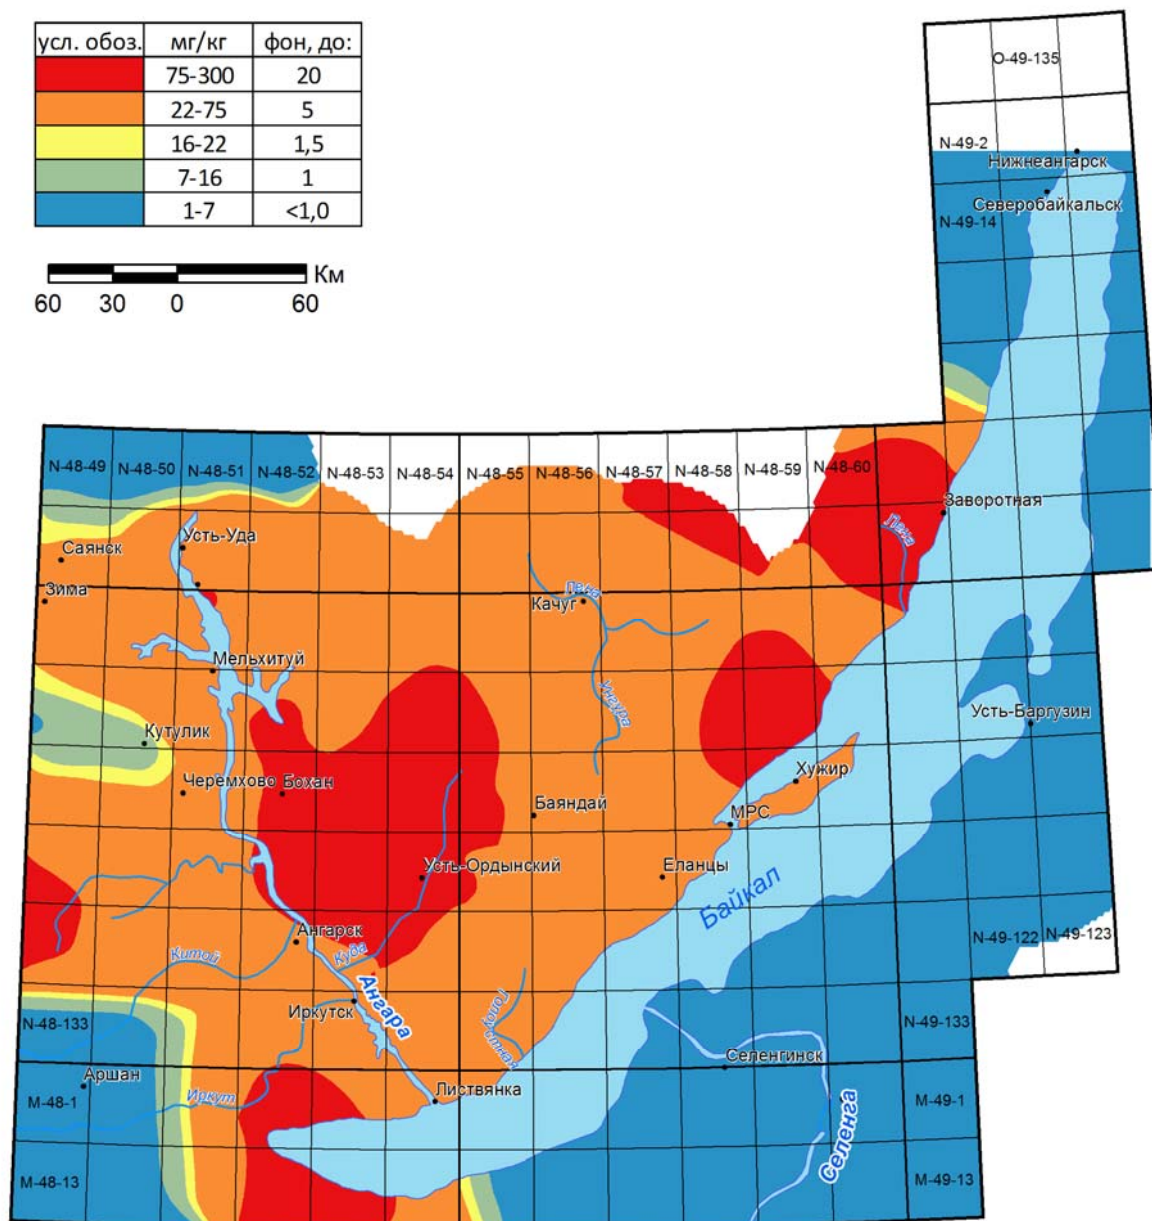 усл. обоз. мг/кг фон, до:
75-300 20
22-75 5
16-22 1,5
7-16 1
1-7 <1,0
Км
60 30 0 60
O-49-135
N-49-2
Нижнеангарск
Северобайкальск
N-49-14
N-48-49 N-48-50 N-48-51 N-48-52 N-48-53 N-48-54 N-48-55 N-48-56 N-48-57 N-48-58 N-48-59 N-48-60
Заворотная
Лена
Усть-Уда
Саянск
Зима
Лена
Качуг
Мельхитуй
Унгура
Усть-Баргузин
Кутулик
Хужир
Черемхово Бохан
Баяндай
МРС
Усть-Ордынский
Еланцы
Байкал
Ангарск
N-49-122 N-49-123
Китой
Куда
Ангара
Иркутск
N-48-133
Голоустная
N-49-133
Селенгинск
Аршан
M-48-1
Иркут
Листвянка
M-49-1
Селенга
M-48-13
M-49-13